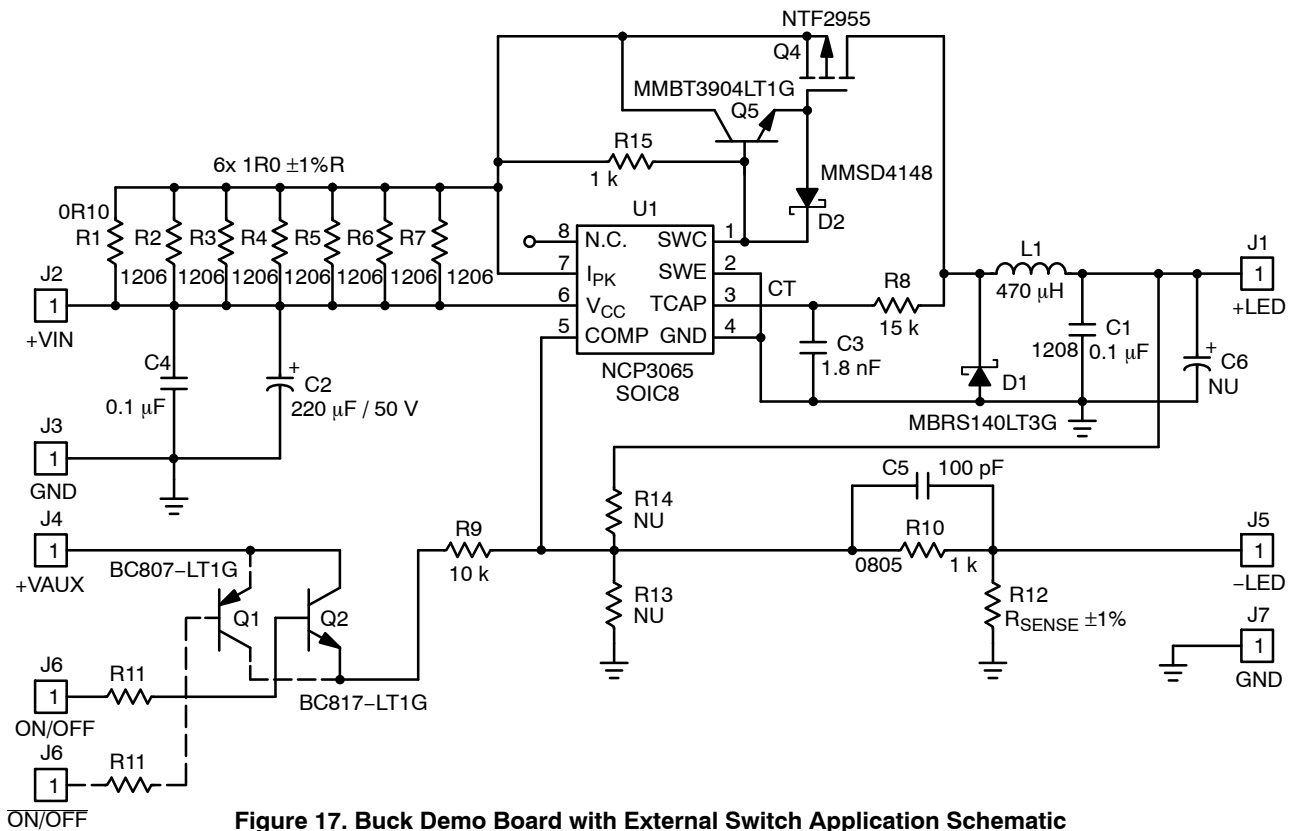 NTF2955
Q4
MMBT3904LT1G
Q5
R15
1 k
MMSD4148
D2
6x 1R0 ±1%R
0R10
R1 R2 R3 R4 R5 R6 R7
1206 1206 1206 1206 1206 1206
U1
8 N.C. SWC 1
7 IPK SWE 2
6 VCC TCAP 3
5 COMP GND 4
NCP3065
SOIC8
CT
R8
15 k
L1
470 μH
J1
1
+LED
J2
1
+VIN
C4
0.1 μF
C2
+
220 μF / 50 V
C3
1.8 nF
D1
MBRS140LT3G
C1
1208 0.1 μF
+
C6
NU
J3
1
GND
R14
NU
C5 100 pF
R10
0805 1 k
J4
1
+VAUX
BC807-LT1G
Q1 Q2
R9
10 k
R13
NU
R12
RSENSE ±1%
J5
1
-LED
J7
1
GND
J6
1
ON/OFF
R11
BC817-LT1G
J6
1
ON/OFF
R11
Figure 17. Buck Demo Board with External Switch Application Schematic